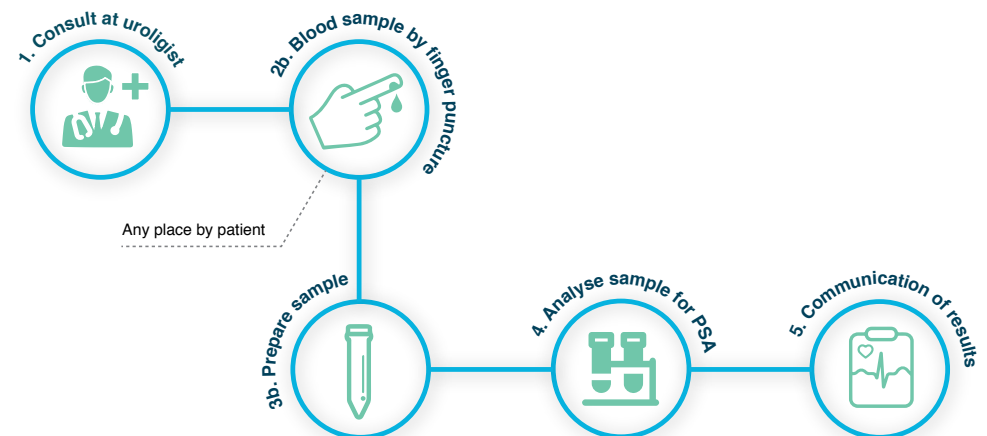 1. Consult at uroligist
2b. Blood sample by finger puncture
Any place by patient
3b. Prepare sample
4. Analyse sample for PSA
5. Communication of results